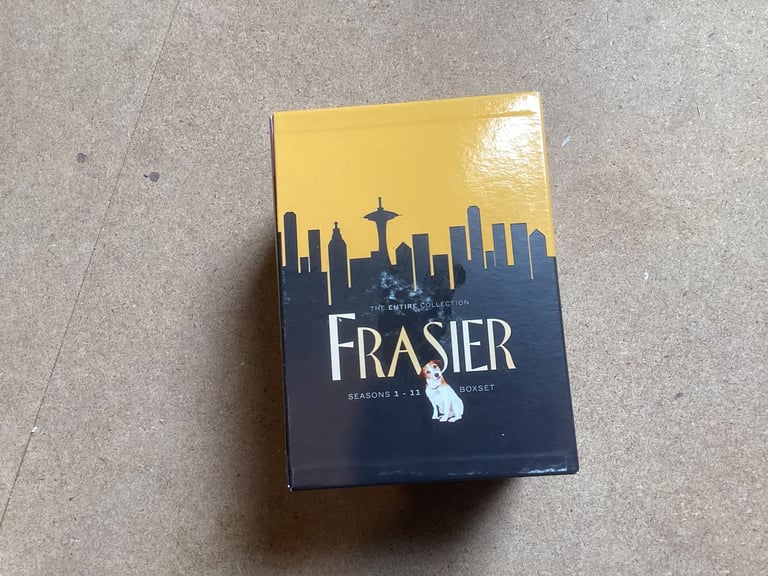 THE ENTIRE COLLECTION
FRASIER
SEASONS 1 - 11 BOXSET